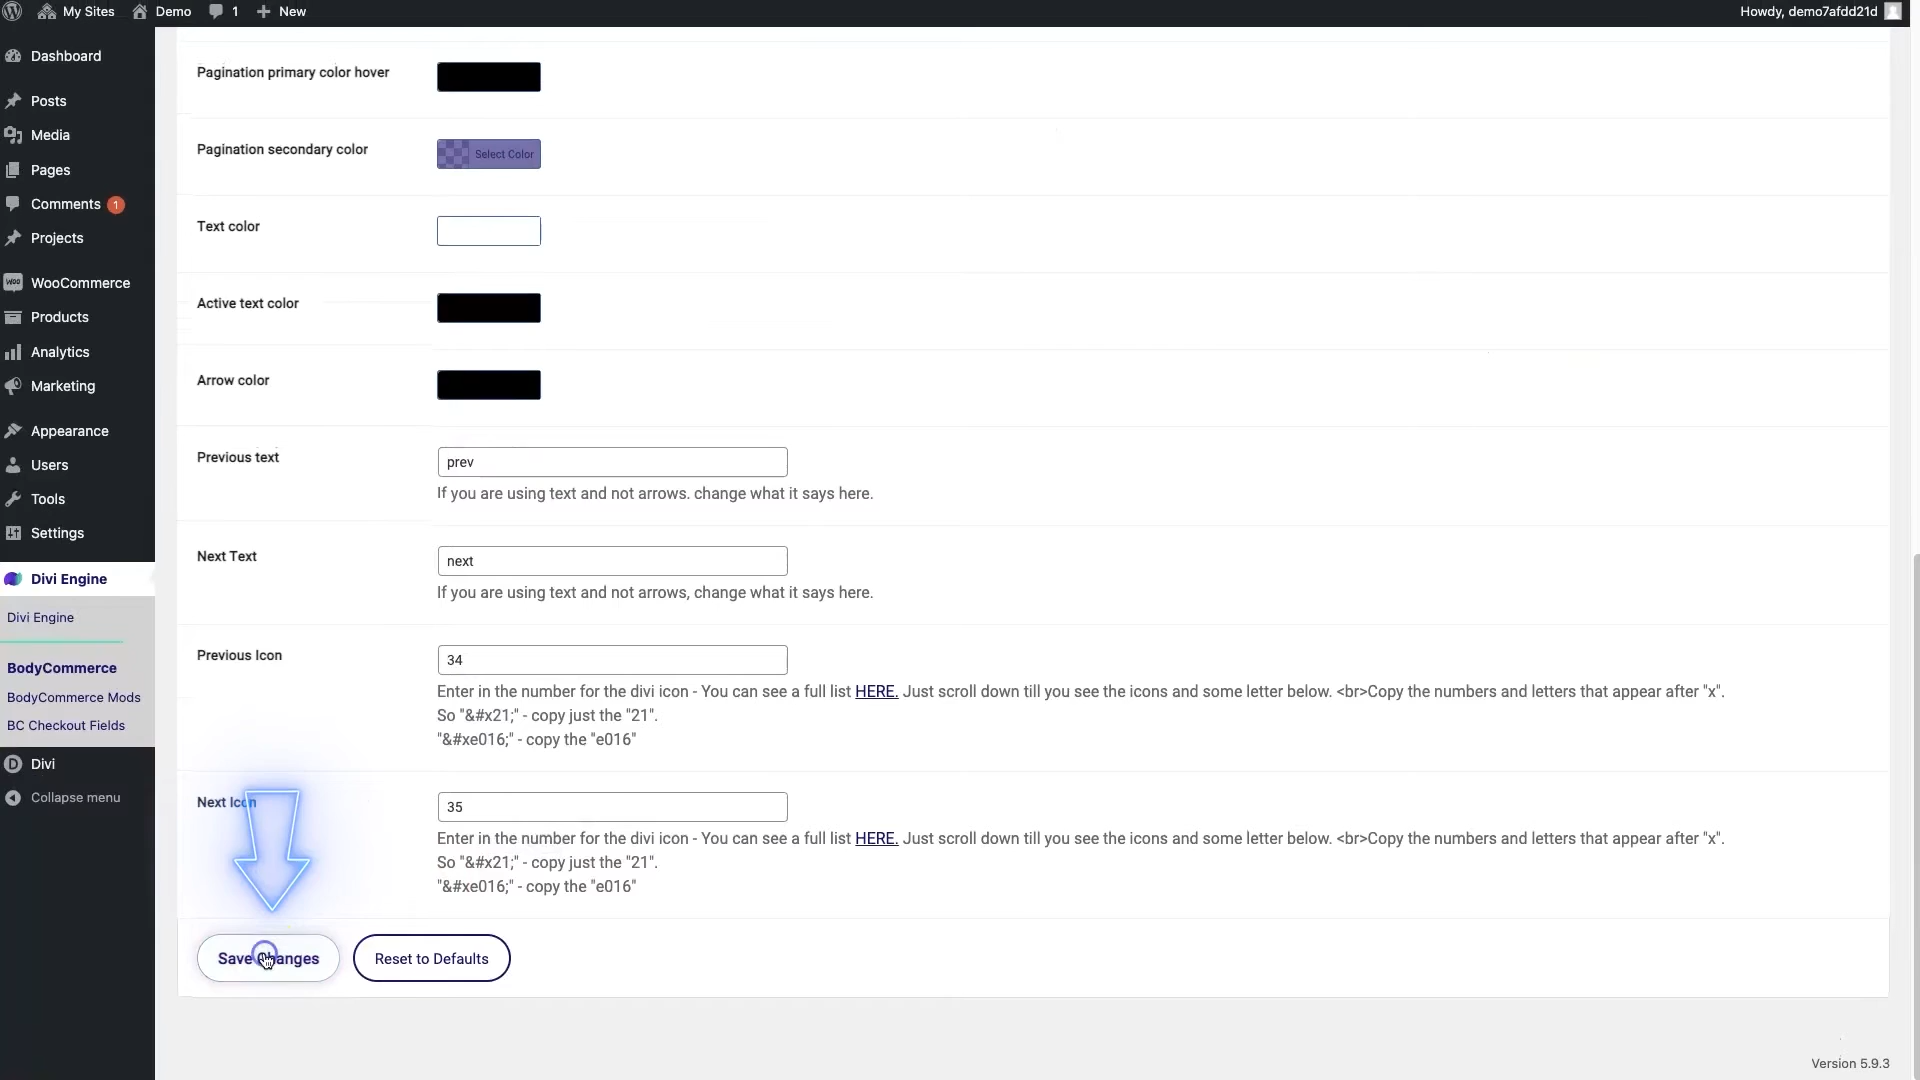 My Sites
Demo
1
New
Howdy, demo7afdd21d
Dashboard
Posts
Media
Pages
Comments 1
Projects
WooCommerce
Products
Analytics
Marketing
Appearance
Users
Tools
Settings
Divi Engine
Divi Engine
BodyCommerce
BodyCommerce Mods
BC Checkout Fields
Divi
Collapse menu
Pagination primary color hover
Pagination secondary color
Select Color
Text color
Active text color
Arrow color
Previous text
prev
If you are using text and not arrows. change what it says here.
Next Text
next
If you are using text and not arrows, change what it says here.
Previous Icon
34
Enter in the number for the divi icon - You can see a full list HERE. Just scroll down till you see the icons and some letter below. <br>Copy the numbers and letters that appear after "x".
So "&#x21;" - copy just the "21".
"&#xe016;" - copy the "e016"
Next Icon
35
Enter in the number for the divi icon - You can see a full list HERE. Just scroll down till you see the icons and some letter below. <br>Copy the numbers and letters that appear after "x".
So "&#x21;" - copy just the "21".
"&#xe016;" - copy the "e016"
Save Changes
Reset to Defaults
Version 5.9.3